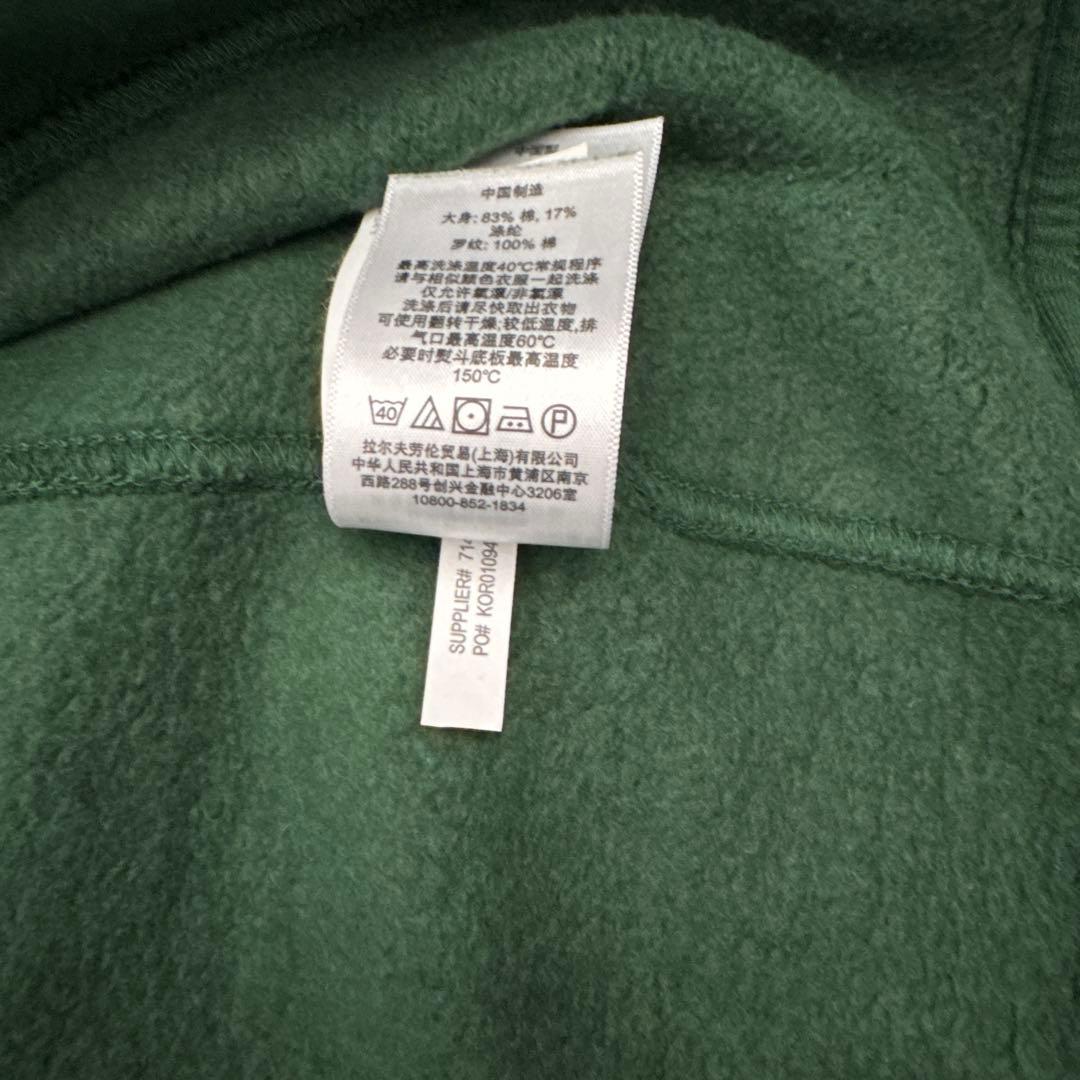 中国制造
大身: 83% 棉, 17%
涤纶
罗纹: 100% 棉
最高洗涤温度40℃常规程序
请与相似颜色衣服一起洗涤
仅允许氧漂/非氯漂
洗涤后请尽快取出衣物
可使用翻转干燥;较低温度,排
气口最高温度60℃
必要时熨斗底板最高温度
150℃
40
P
拉尔夫劳伦贸易(上海)有限公司
中华人民共和国上海市黄浦区南京
西路288号创兴金融中心3206室
10800-852-1834
SUPPLIER# 714
PO# KOR01094